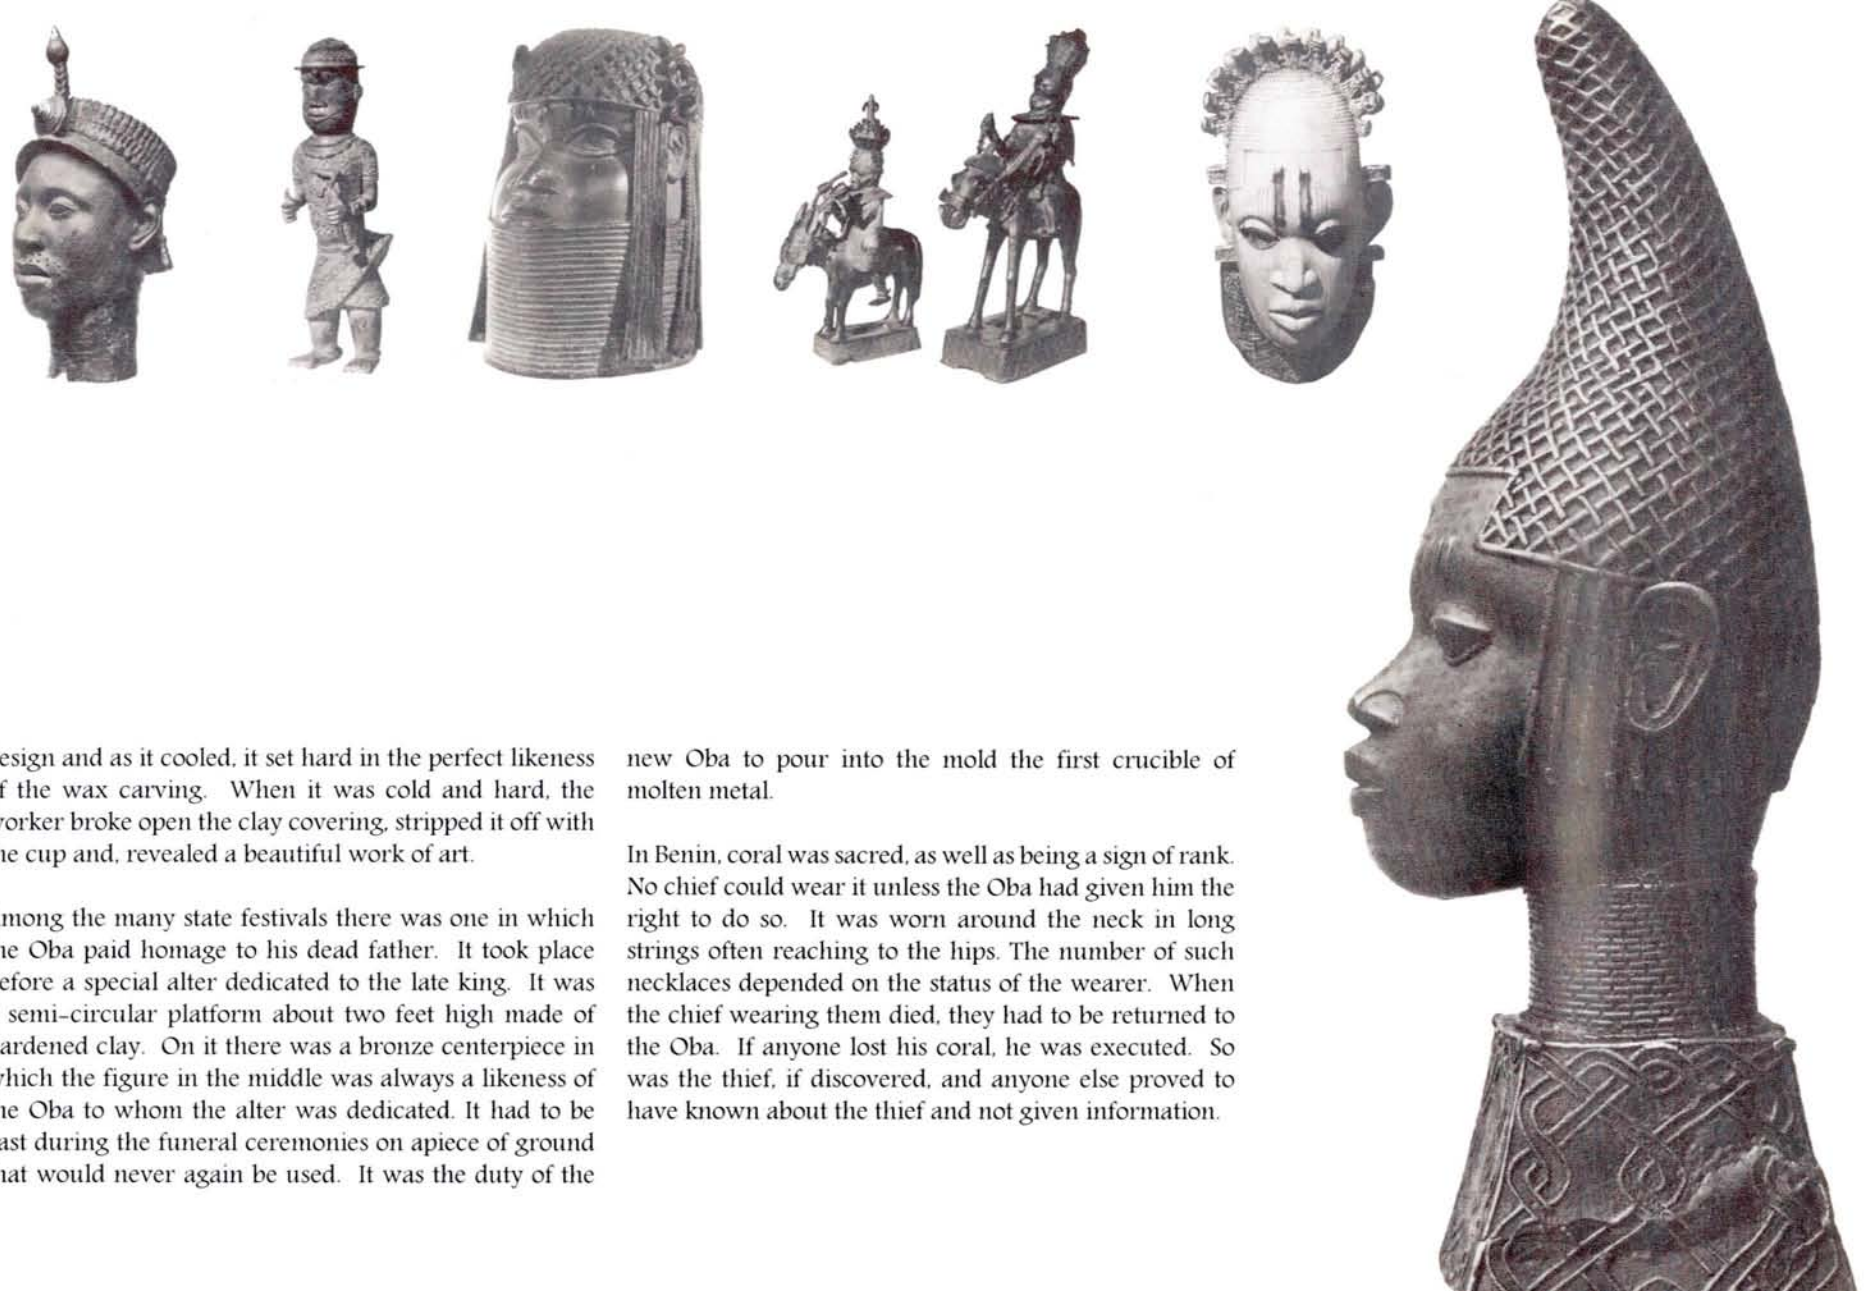 esign and as it cooled, it set hard in the perfect likeness
f the wax carving. When it was cold and hard, the
orker broke open the clay covering, stripped it off with
e cup and, revealed a beautiful work of art.
mong the many state festivals there was one in which
e Oba paid homage to his dead father. It took place
efore a special alter dedicated to the late king. It was
semi-circular platform about two feet high made of
ardened clay. On it there was a bronze centerpiece in
hich the figure in the middle was always a likeness of
e Oba to whom the alter was dedicated. It had to be
ast during the funeral ceremonies on apiece of ground
hat would never again be used. It was the duty of the
new Oba to pour into the mold the first crucible of
molten metal.
In Benin, coral was sacred, as well as being a sign of rank.
No chief could wear it unless the Oba had given him the
right to do so. It was worn around the neck in long
strings often reaching to the hips. The number of such
necklaces depended on the status of the wearer. When
the chief wearing them died, they had to be returned to
the Oba. If anyone lost his coral, he was executed. So
was the thief, if discovered, and anyone else proved to
have known about the thief and not given information.